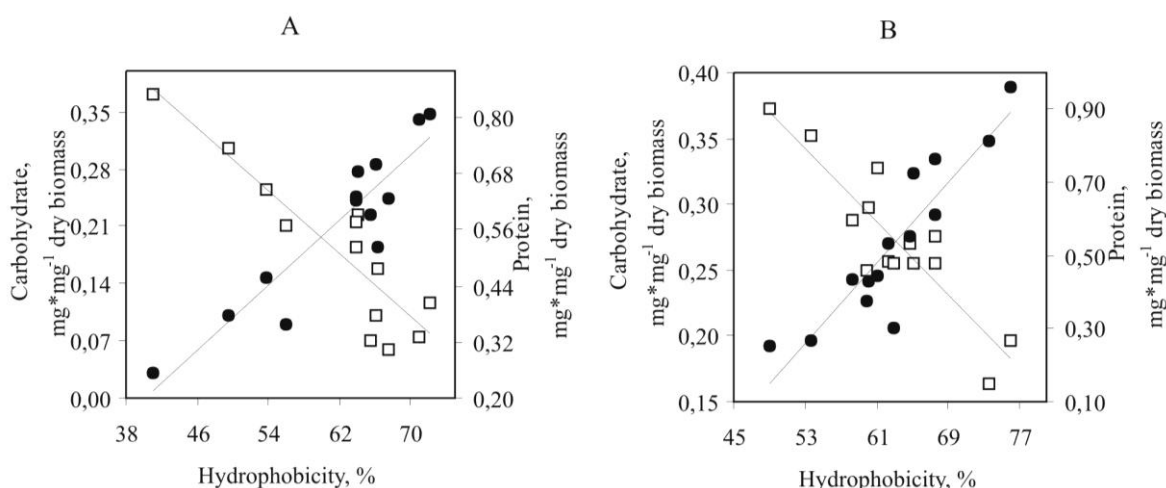 A
Carbohydrate,
mg*mg⁻¹ dry biomass
0,35
0,28
0,21
0,14
0,07
0,00
38 46 54 62 70
Hydrophobicity, %
0,80
0,68
0,56
0,44
0,32
0,20
Protein,
mg*mg⁻¹ dry biomass
B
Carbohydrate,
mg*mg⁻¹ dry biomass
0,40
0,35
0,30
0,25
0,20
0,15
45 53 61 69 77
Hydrophobicity, %
0,90
0,70
0,50
0,30
0,10
Protein,
mg*mg⁻¹ dry biomass